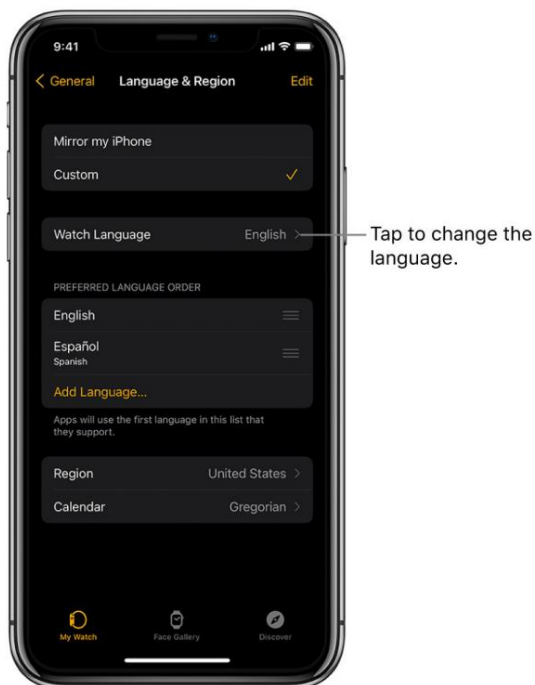 9:41
General Language & Region Edit
Mirror my iPhone
Custom
Watch Language English
Tap to change the
language.
PREFERRED LANGUAGE ORDER
English
Español
Spanish
Add Language...
Apps will use the first language in this list that
they support.
Region United States
Calendar Gregorian
My Watch Face Gallery Discover